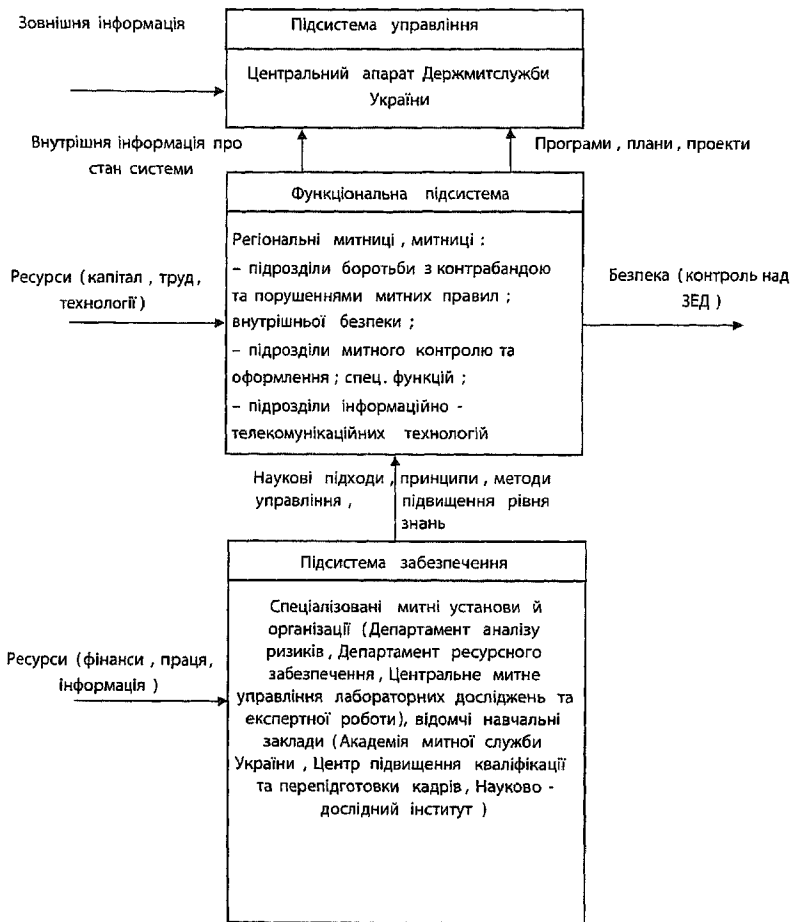 Зовнішня інформація
Підсистема управління
Центральний апарат Держмитслужби
України
Внутрішня інформація про
стан системи
Програми , плани , проекти
Функціональна підсистема
Регіональні митниці , митниці :
– підрозділи боротьби з контрабандою
та порушеннями митних правил ;
внутрішньої безпеки ;
– підрозділи митного контролю та
оформлення ; спец. функцій ;
– підрозділи інформаційно -
телекомунікаційних технологій
Ресурси ( капітал , труд,
технології )
Безпека ( контроль над
ЗЕД )
Наукові підходи , принципи , методи
управління , підвищення рівня
знань
Підсистема забезпечення
Спеціалізовані митні установи й
організації ( Департамент аналізу
ризиків , Департамент ресурсного
забезпечення , Центральне митне
управління лабораторних досліджень та
експертної роботи), відомчі навчальні
заклади ( Академія митної служби
України , Центр підвищення кваліфікації
та перепідготовки кадрів , Науково -
дослідний інститут )
Ресурси ( фінанси , праця,
інформація )